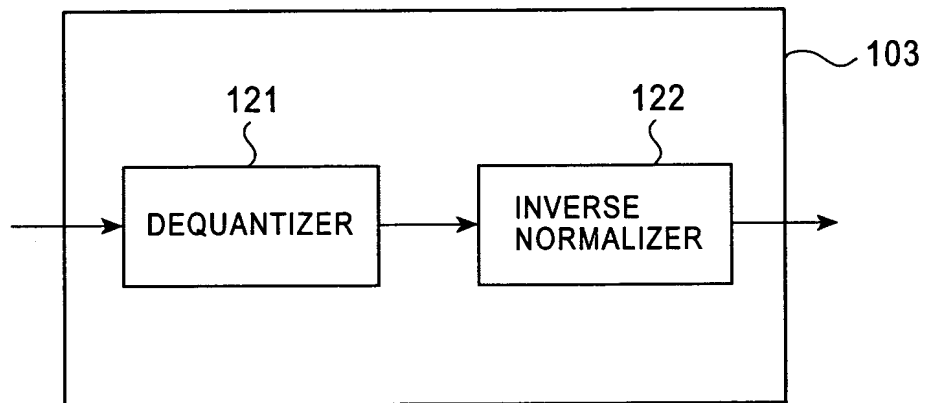 103
121
122
DEQUANTIZER
INVERSE
NORMALIZER